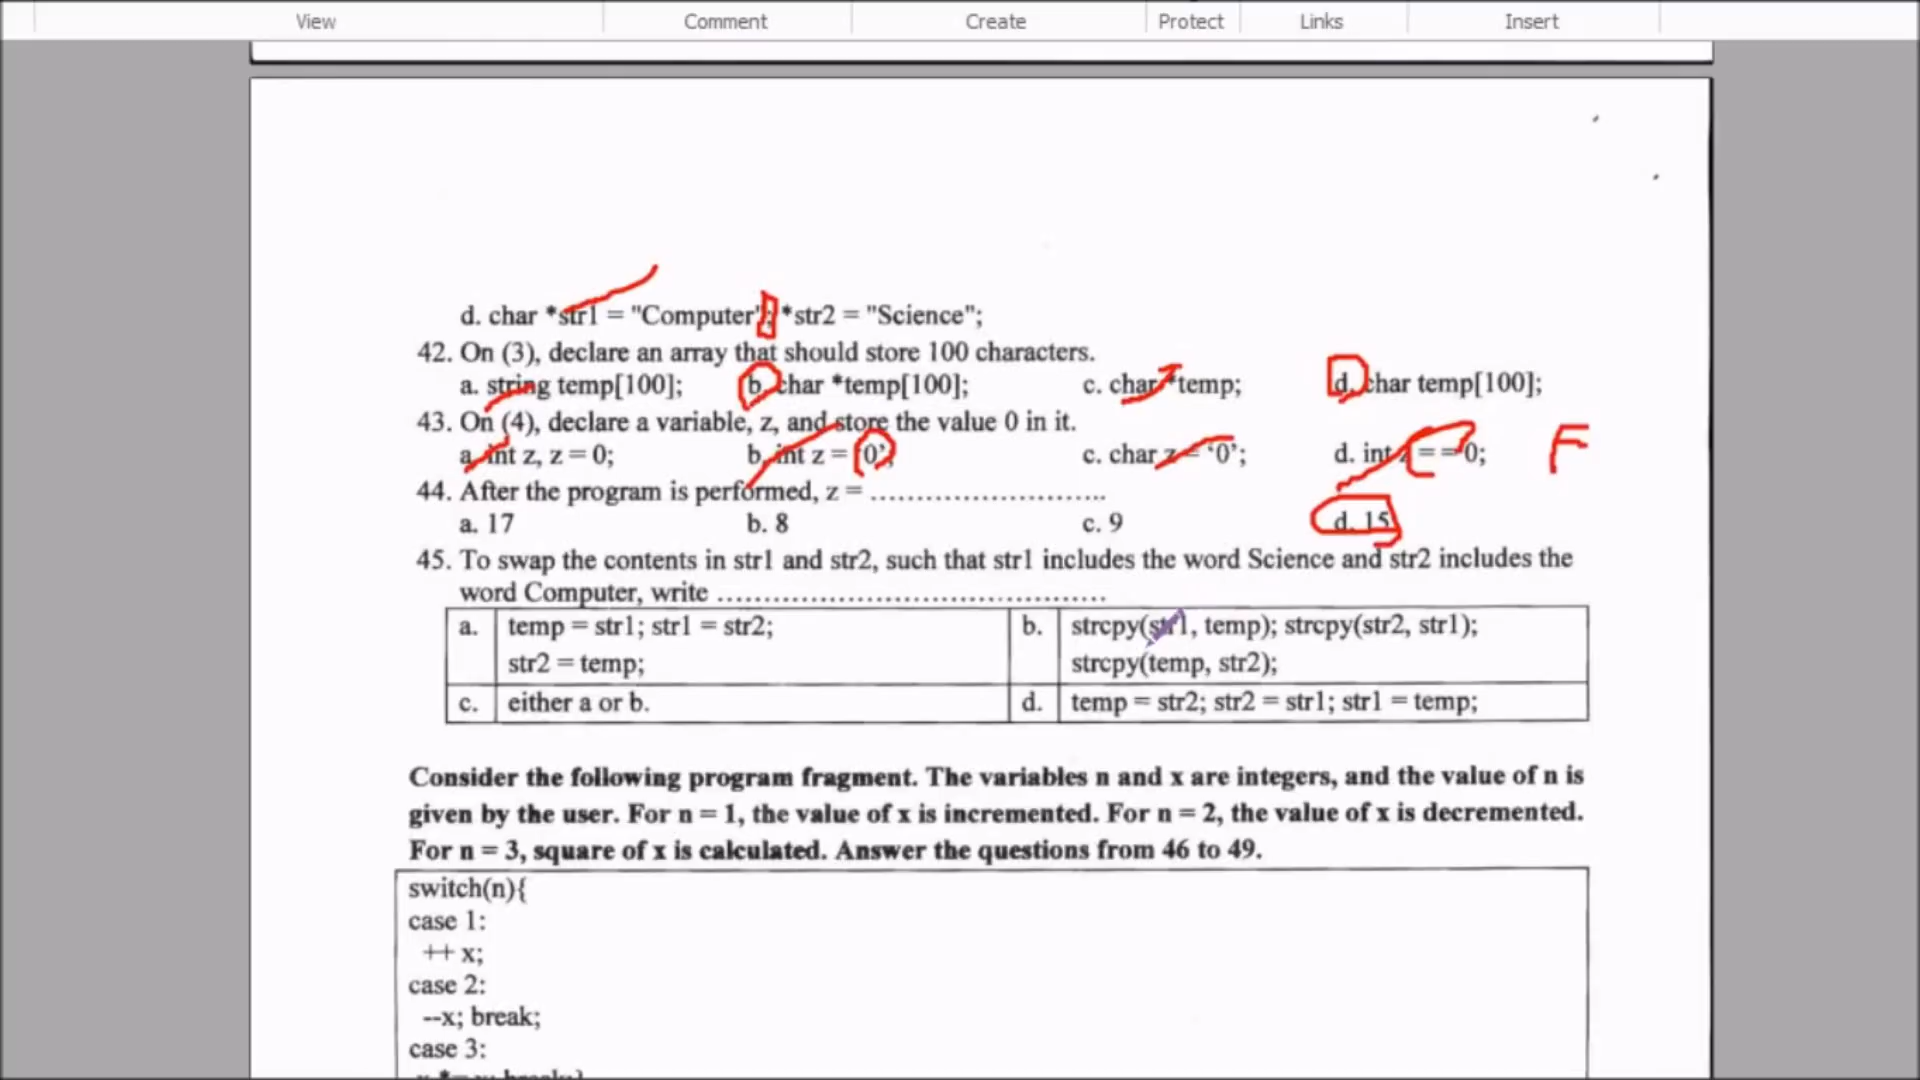 View Comment Create Protect Links Insert
d. char *str1 = "Computer"; *str2 = "Science";
42. On (3), declare an array that should store 100 characters.
a. string temp[100]; b. char *temp[100]; c. char *temp; d. char temp[100];
43. On (4), declare a variable, z, and store the value 0 in it.
a. int z, z = 0; b. int z = '0'; c. char z = '0'; d. int z = = 0; F
44. After the program is performed, z = ..........................
a. 17 b. 8 c. 9 d. 15
45. To swap the contents in str1 and str2, such that str1 includes the word Science and str2 includes the
word Computer, write ..........................................
a. temp = str1; str1 = str2; b. strcpy(str1, temp); strcpy(str2, str1);
str2 = temp; strcpy(temp, str2);
c. either a or b. d. temp = str2; str2 = str1; str1 = temp;
Consider the following program fragment. The variables n and x are integers, and the value of n is
given by the user. For n = 1, the value of x is incremented. For n = 2, the value of x is decremented.
For n = 3, square of x is calculated. Answer the questions from 46 to 49.
switch(n){
case 1:
++ x;
case 2:
--x; break;
case 3: